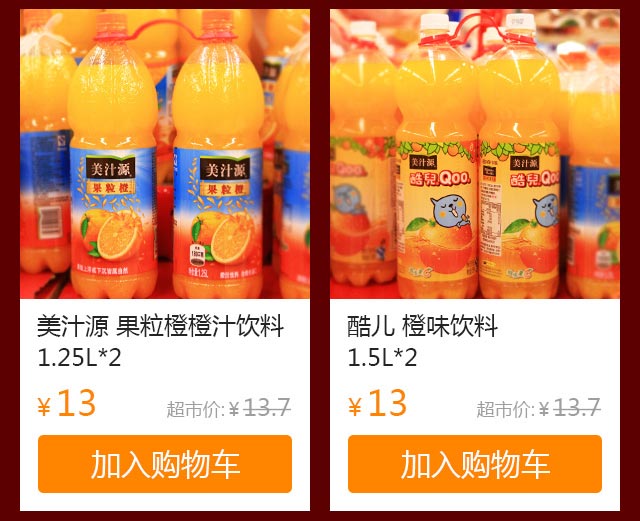 美汁源
果粒橙
美汁源
果粒橙
1.25L
美汁源
酷兒Qoo.
美汁源
酷兒Qoo.
美汁源 果粒橙橙汁饮料
1.25L*2
¥13 超市价:¥13.7
加入购物车
酷儿 橙味饮料
1.5L*2
¥13 超市价:¥13.7
加入购物车